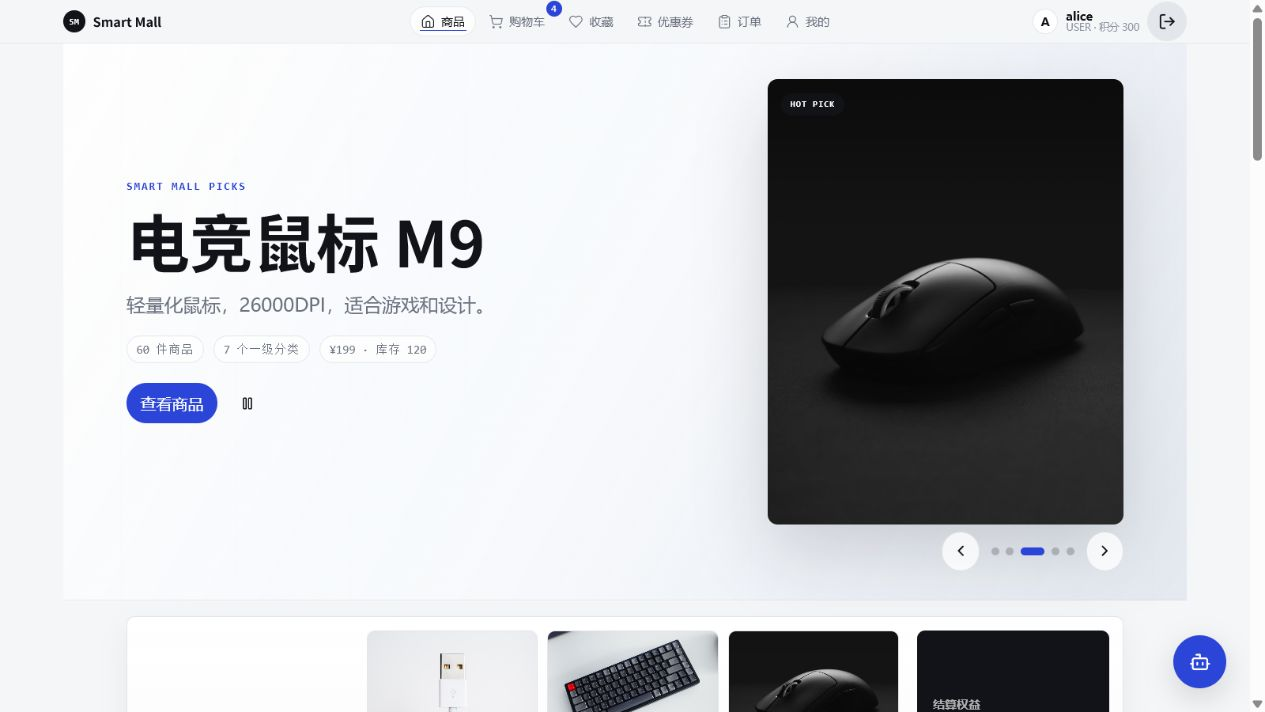 SM
Smart Mall
商品
购物车
4
收藏
优惠券
订单
我的
A
alice
USER · 积分 300
HOT PICK
SMART MALL PICKS
电竞鼠标 M9
轻量化鼠标，26000DPI，适合游戏和设计。
60 件商品
7 个一级分类
¥199 · 库存 120
查看商品
结算权益